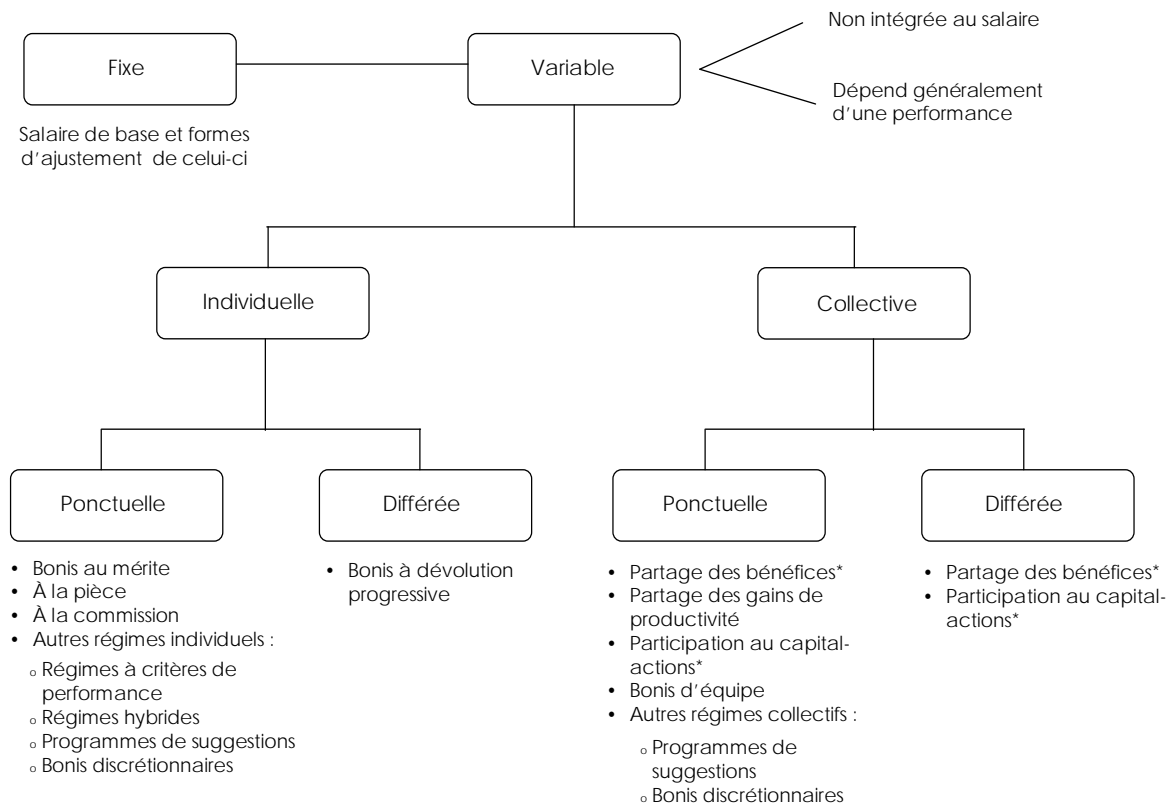 Non intégrée au salaire
Fixe
Variable
Dépend généralement
d'une performance
Salaire de base et formes
d'ajustement de celui-ci
Individuelle
Collective
Ponctuelle
• Bonis au mérite
• À la pièce
• À la commission
• Autres régimes individuels :
o Régimes à critères de
performance
o Régimes hybrides
o Programmes de suggestions
o Bonis discrétionnaires
Différée
• Bonis à dévolution
progressive
Ponctuelle
• Partage des bénéfices*
• Partage des gains de
productivité
• Participation au capital-
actions*
• Bonis d'équipe
• Autres régimes collectifs :
o Programmes de
suggestions
o Bonis discrétionnaires
Différée
• Partage des bénéfices*
• Participation au capital-
actions*